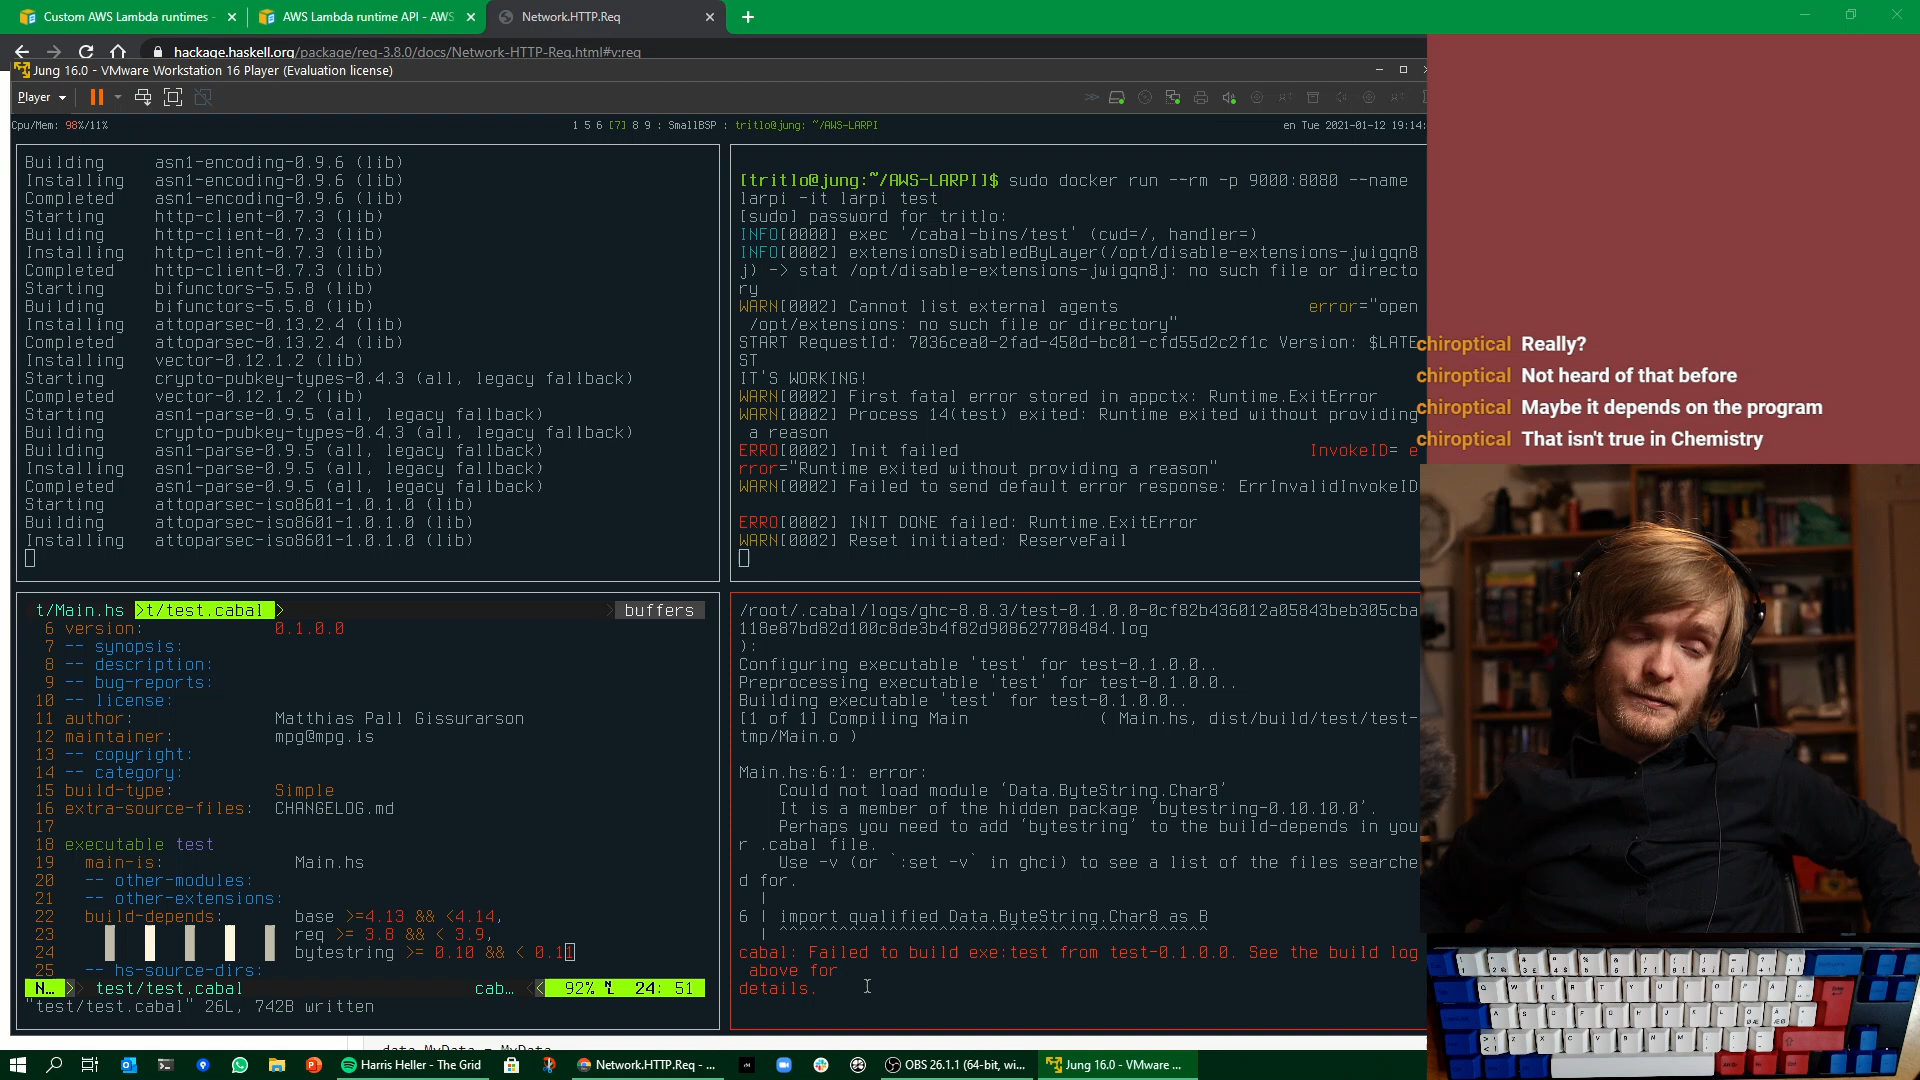 Custom AWS Lambda runtimes -
AWS Lambda runtime API - AWS
Network.HTTP.Req
hackage.haskell.org/package/req-3.8.0/docs/Network-HTTP-Req.html#v:req
Jung 16.0 - VMware Workstation 16 Player (Evaluation license)
Player
Cpu/Mem: 98%/11%
1 5 6 [7] 8 9 : SmallBSP : tritlo@jung: ~/AWS-LARPI
en Tue 2021-01-12 19:14:
Building asn1-encoding-0.9.6 (lib)
Installing asn1-encoding-0.9.6 (lib)
Completed asn1-encoding-0.9.6 (lib)
Starting http-client-0.7.3 (lib)
Building http-client-0.7.3 (lib)
Installing http-client-0.7.3 (lib)
Completed http-client-0.7.3 (lib)
Starting bifunctors-5.5.8 (lib)
Building bifunctors-5.5.8 (lib)
Installing attoparsec-0.13.2.4 (lib)
Completed attoparsec-0.13.2.4 (lib)
Installing vector-0.12.1.2 (lib)
Starting crypto-pubkey-types-0.4.3 (all, legacy fallback)
Completed vector-0.12.1.2 (lib)
Starting asn1-parse-0.9.5 (all, legacy fallback)
Building crypto-pubkey-types-0.4.3 (all, legacy fallback)
Building asn1-parse-0.9.5 (all, legacy fallback)
Installing asn1-parse-0.9.5 (all, legacy fallback)
Completed asn1-parse-0.9.5 (all, legacy fallback)
Starting attoparsec-iso8601-1.0.1.0 (lib)
Building attoparsec-iso8601-1.0.1.0 (lib)
Installing attoparsec-iso8601-1.0.1.0 (lib)
[tritlo@jung:~/AWS-LARPI]$ sudo docker run --rm -p 9000:8080 --name
larpi -it larpi test
[sudo] password for tritlo:
INFO[0000] exec '/cabal-bins/test' (cwd=/, handler=)
INFO[0002] extensionsDisabledByLayer(/opt/disable-extensions-jwigqn8
j) -> stat /opt/disable-extensions-jwigqn8j: no such file or directo
ry
WARN[0002] Cannot list external agents error="open
/opt/extensions: no such file or directory"
START RequestId: 7036cea0-2fad-450d-bc01-cfd55d2c2f1c Version: $LATE
ST
IT'S WORKING!
WARN[0002] First fatal error stored in appctx: Runtime.ExitError
WARN[0002] Process 14(test) exited: Runtime exited without providing
a reason
ERRO[0002] Init failed InvokeID= e
rror="Runtime exited without providing a reason"
WARN[0002] Failed to send default error response: ErrInvalidInvokeID
ERRO[0002] INIT DONE failed: Runtime.ExitError
WARN[0002] Reset initiated: ReserveFail
chiroptical Really?
chiroptical Not heard of that before
chiroptical Maybe it depends on the program
chiroptical That isn't true in Chemistry
t/Main.hs >t/test.cabal > buffers
6 version: 0.1.0.0
7 -- synopsis:
8 -- description:
9 -- bug-reports:
10 -- license:
11 author: Matthias Pall Gissurarson
12 maintainer: mpg@mpg.is
13 -- copyright:
14 -- category:
15 build-type: Simple
16 extra-source-files: CHANGELOG.md
17
18 executable test
19 main-is: Main.hs
20 -- other-modules:
21 -- other-extensions:
22 build-depends: base >=4.13 && <4.14,
23 req >= 3.8 && < 3.9,
24 bytestring >= 0.10 && < 0.11
25 -- hs-source-dirs:
N… > test/test.cabal cab… < 92% 24: 51
"test/test.cabal" 26L, 742B written
/root/.cabal/logs/ghc-8.8.3/test-0.1.0.0-0cf82b436012a05843beb305cba
118e87bd82d100c8de3b4f82d908627708484.log
):
Configuring executable 'test' for test-0.1.0.0..
Preprocessing executable 'test' for test-0.1.0.0..
Building executable 'test' for test-0.1.0.0..
[1 of 1] Compiling Main ( Main.hs, dist/build/test/test-
tmp/Main.o )
Main.hs:6:1: error:
Could not load module ‘Data.ByteString.Char8’
It is a member of the hidden package ‘bytestring-0.10.10.0’.
Perhaps you need to add ‘bytestring’ to the build-depends in you
r .cabal file.
Use -v (or `:set -v` in ghci) to see a list of the files searche
d for.
|
6 | import qualified Data.ByteString.Char8 as B
| ^^^^^^^^^^^^^^^^^^^^^^^^^^^^^^^^^^^^^^^^^^^
cabal: Failed to build exe:test from test-0.1.0.0. See the build log
above for
details.
data MyData = MyData
Harris Heller - The Grid
Network.HTTP.Req - ...
OBS 26.1.1 (64-bit, wi...
Jung 16.0 - VMware ...